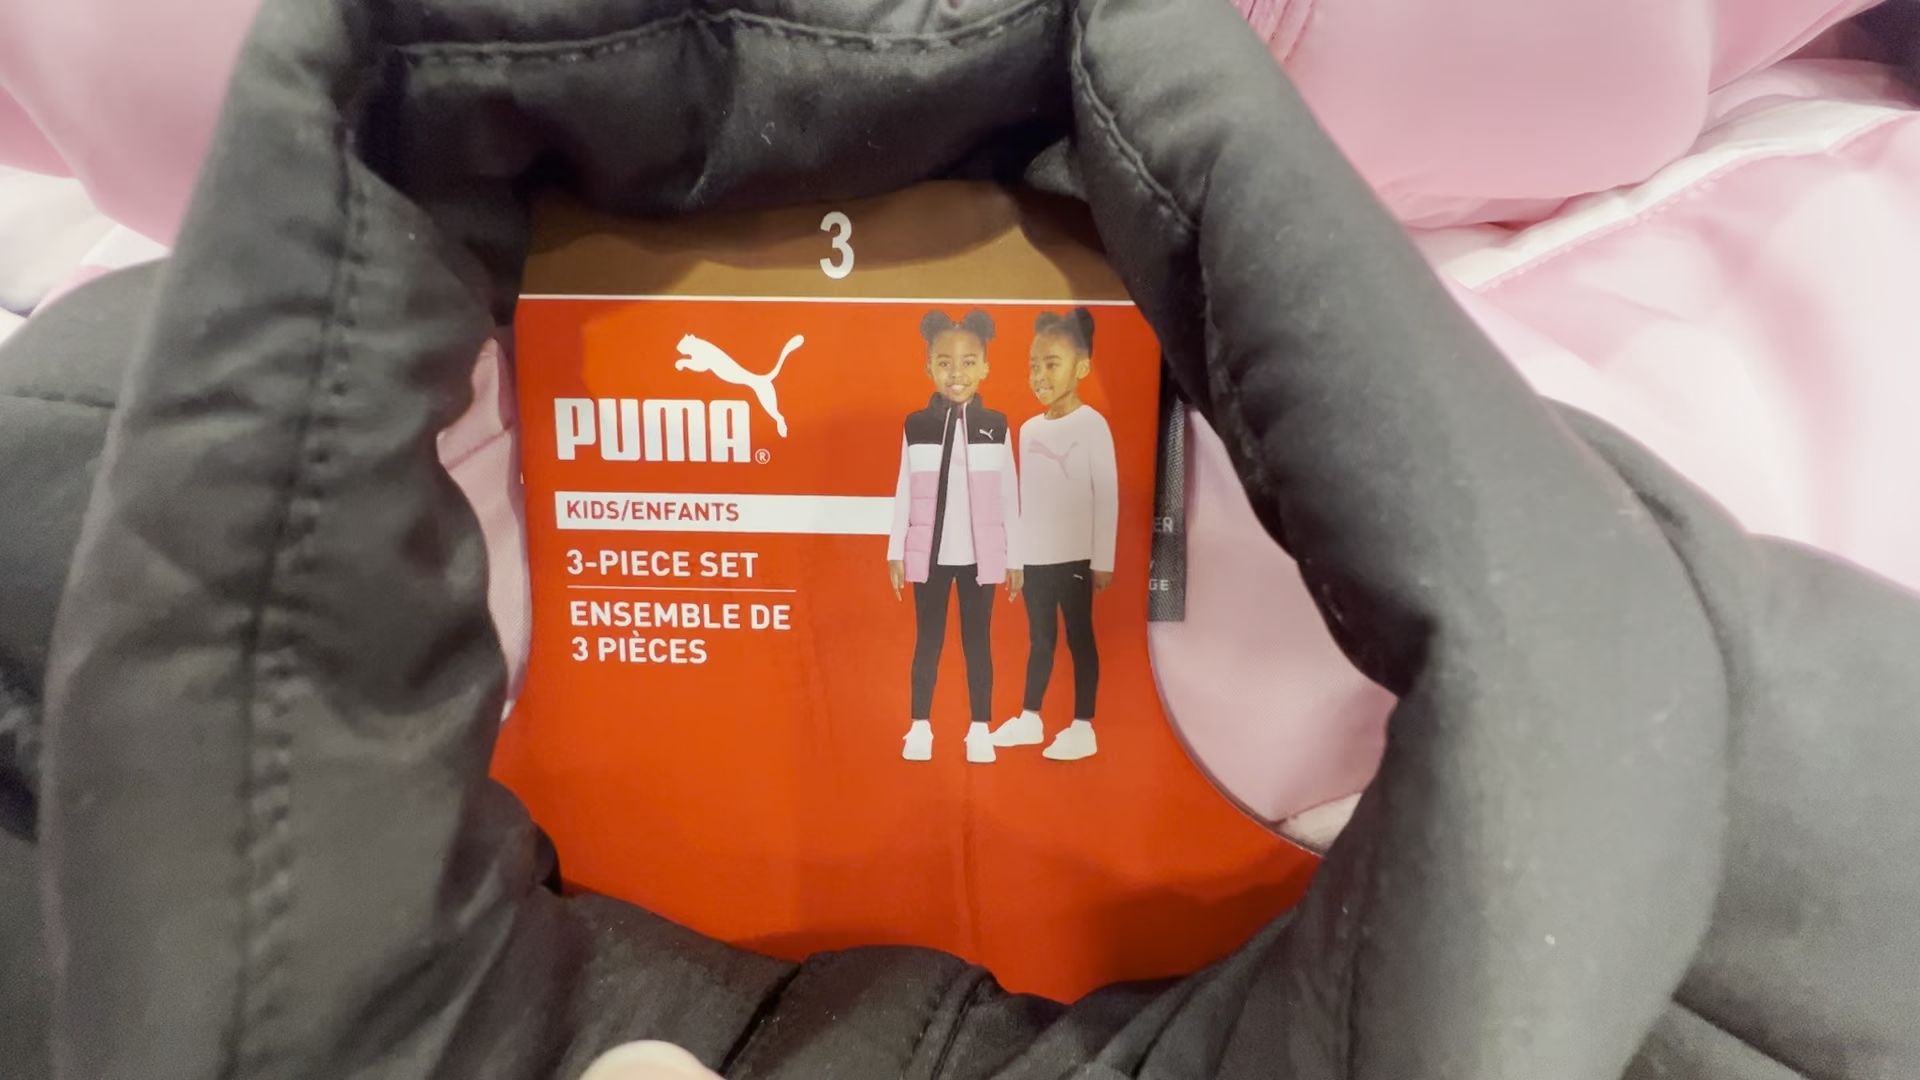 3
PUMA®
KIDS/ENFANTS
3-PIECE SET
ENSEMBLE DE
3 PIÈCES